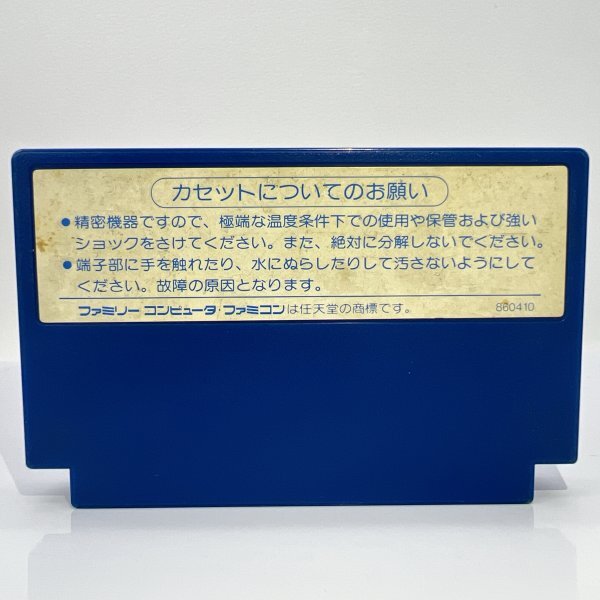 カセットについてのお願い
●精密機器ですので、極端な温度条件下での使用や保管および強い
ショックをさけてください。また、絶対に分解しないでください。
●端子部に手を触れたり、水にぬらしたりして汚さないようにして
ください。故障の原因となります。
ファミリーコンピュータ・ファミコンは任天堂の商標です。 860410